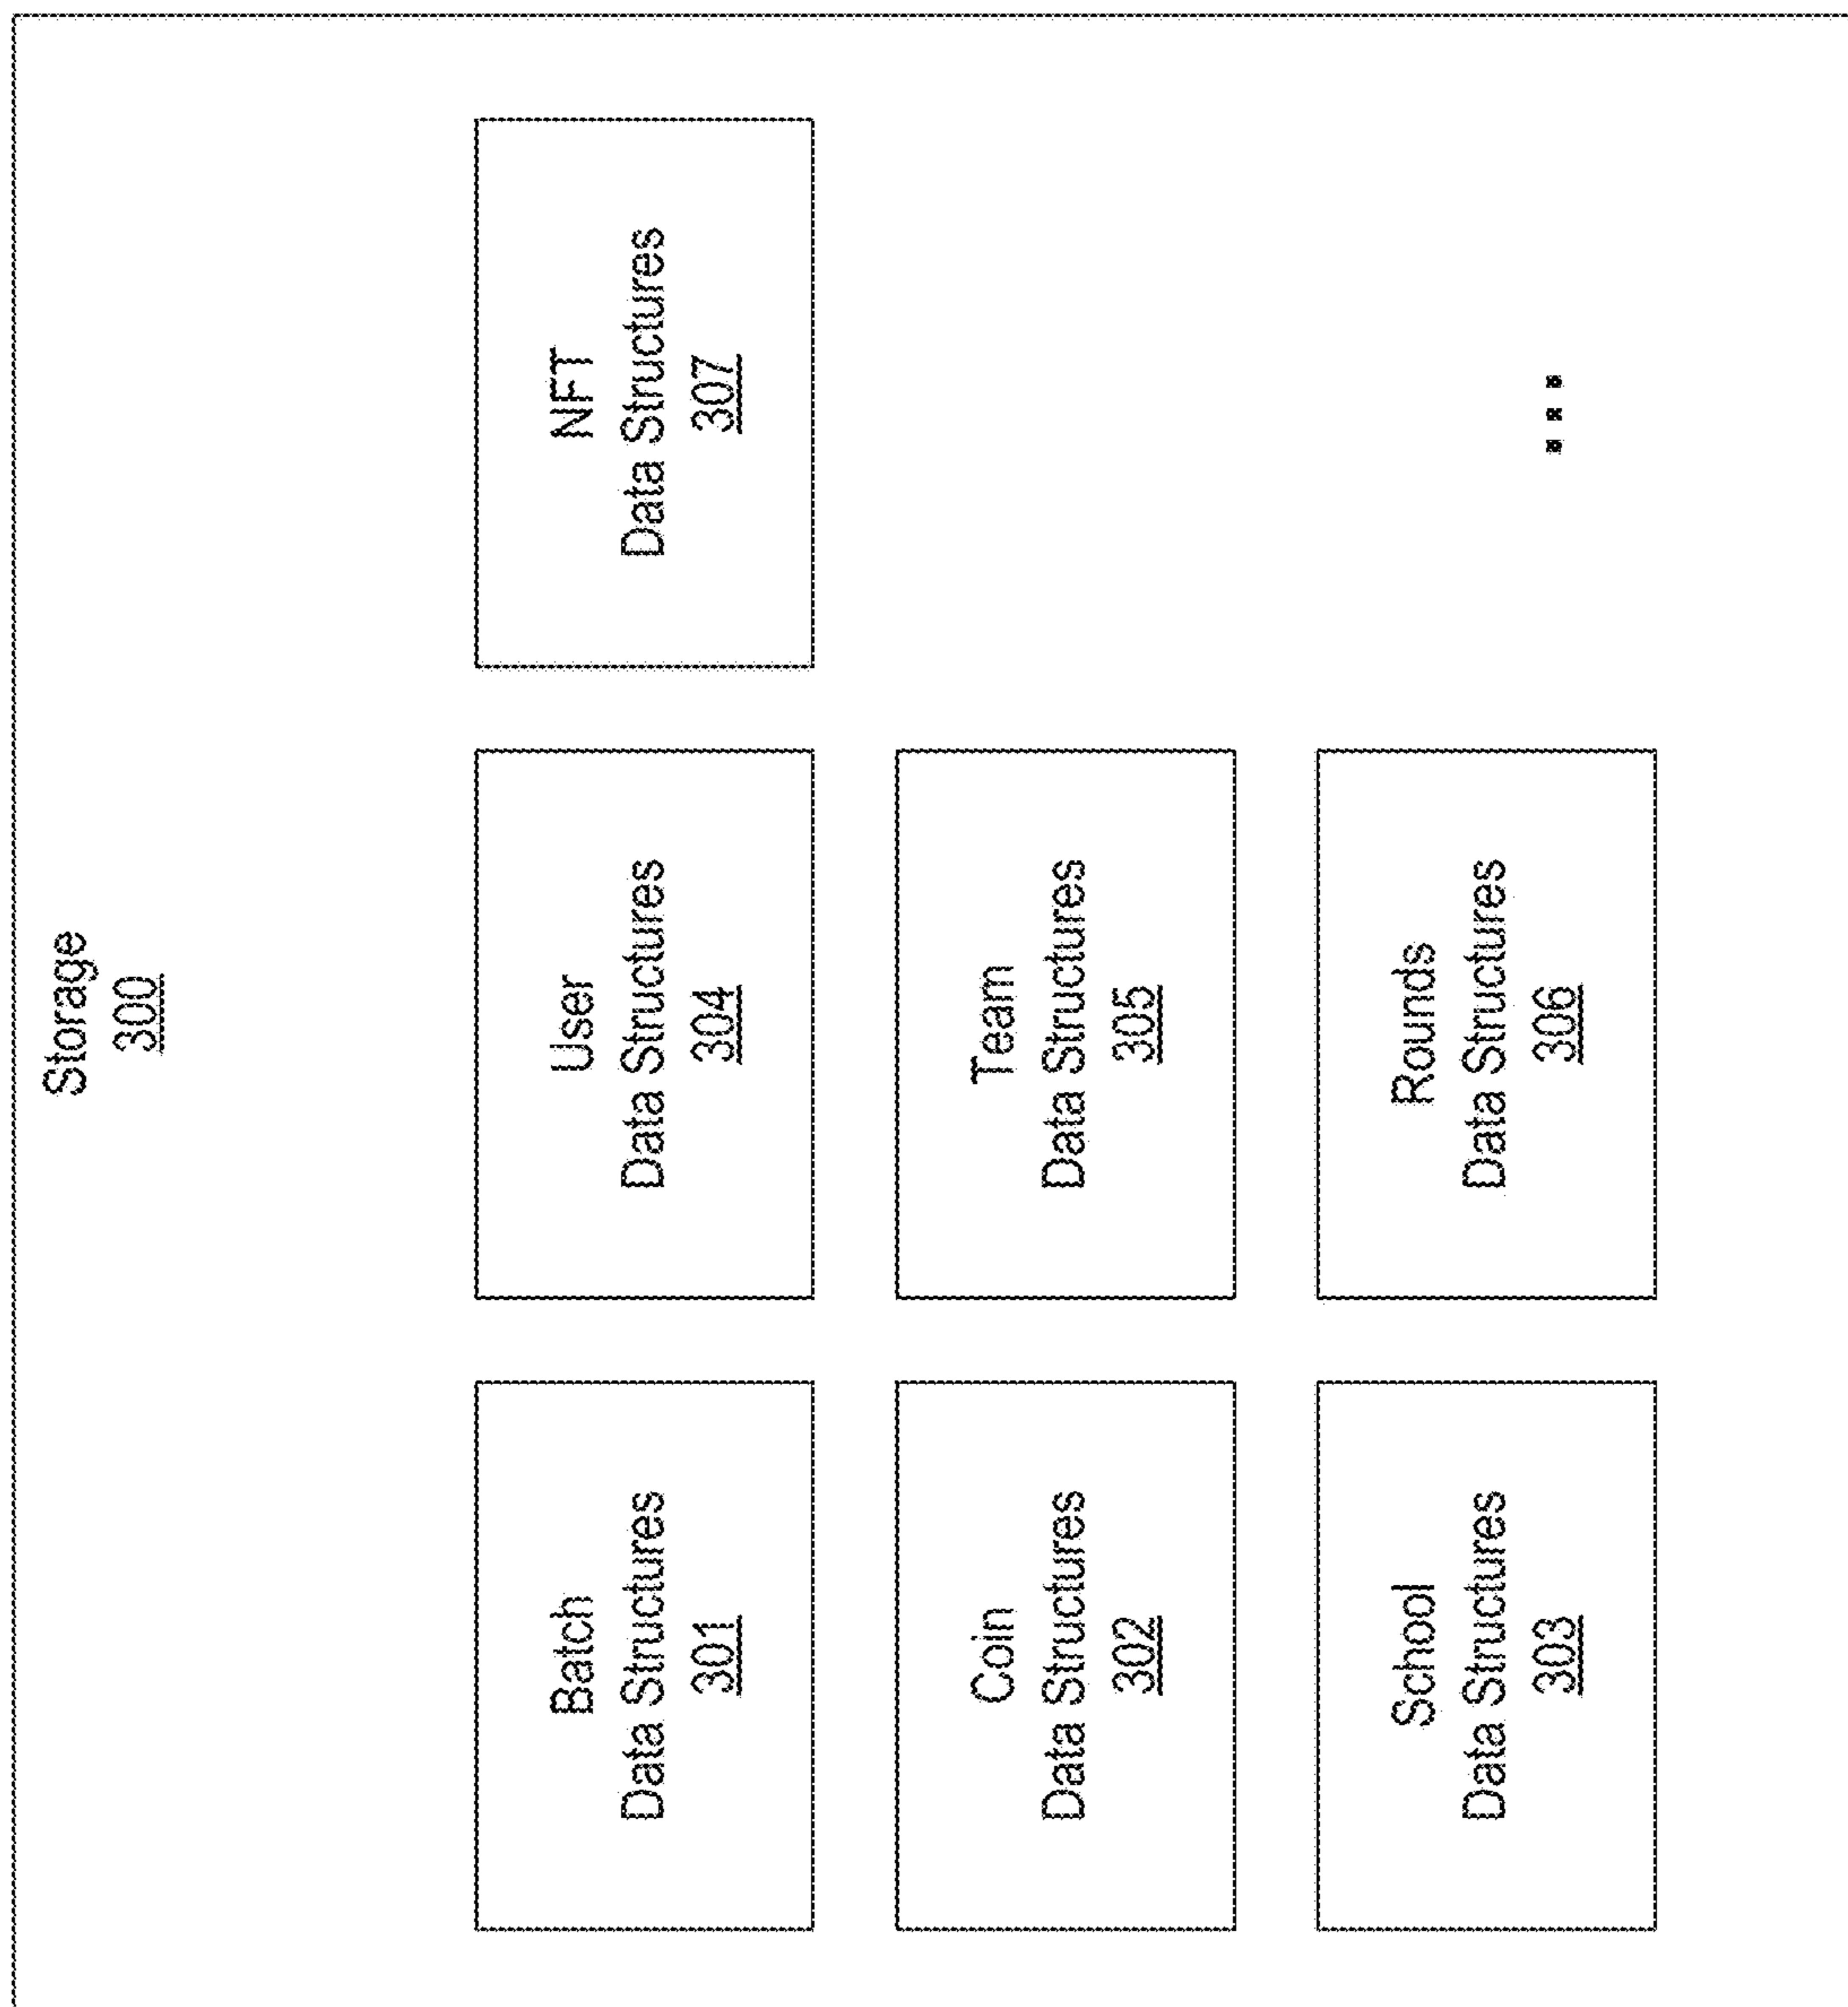 Storage
300
Batch
Data Structures
301
User
Data Structures
304
NFT
Data Structures
307
Coin
Data Structures
302
Team
Data Structures
305
School
Data Structures
303
Rounds
Data Structures
306
...